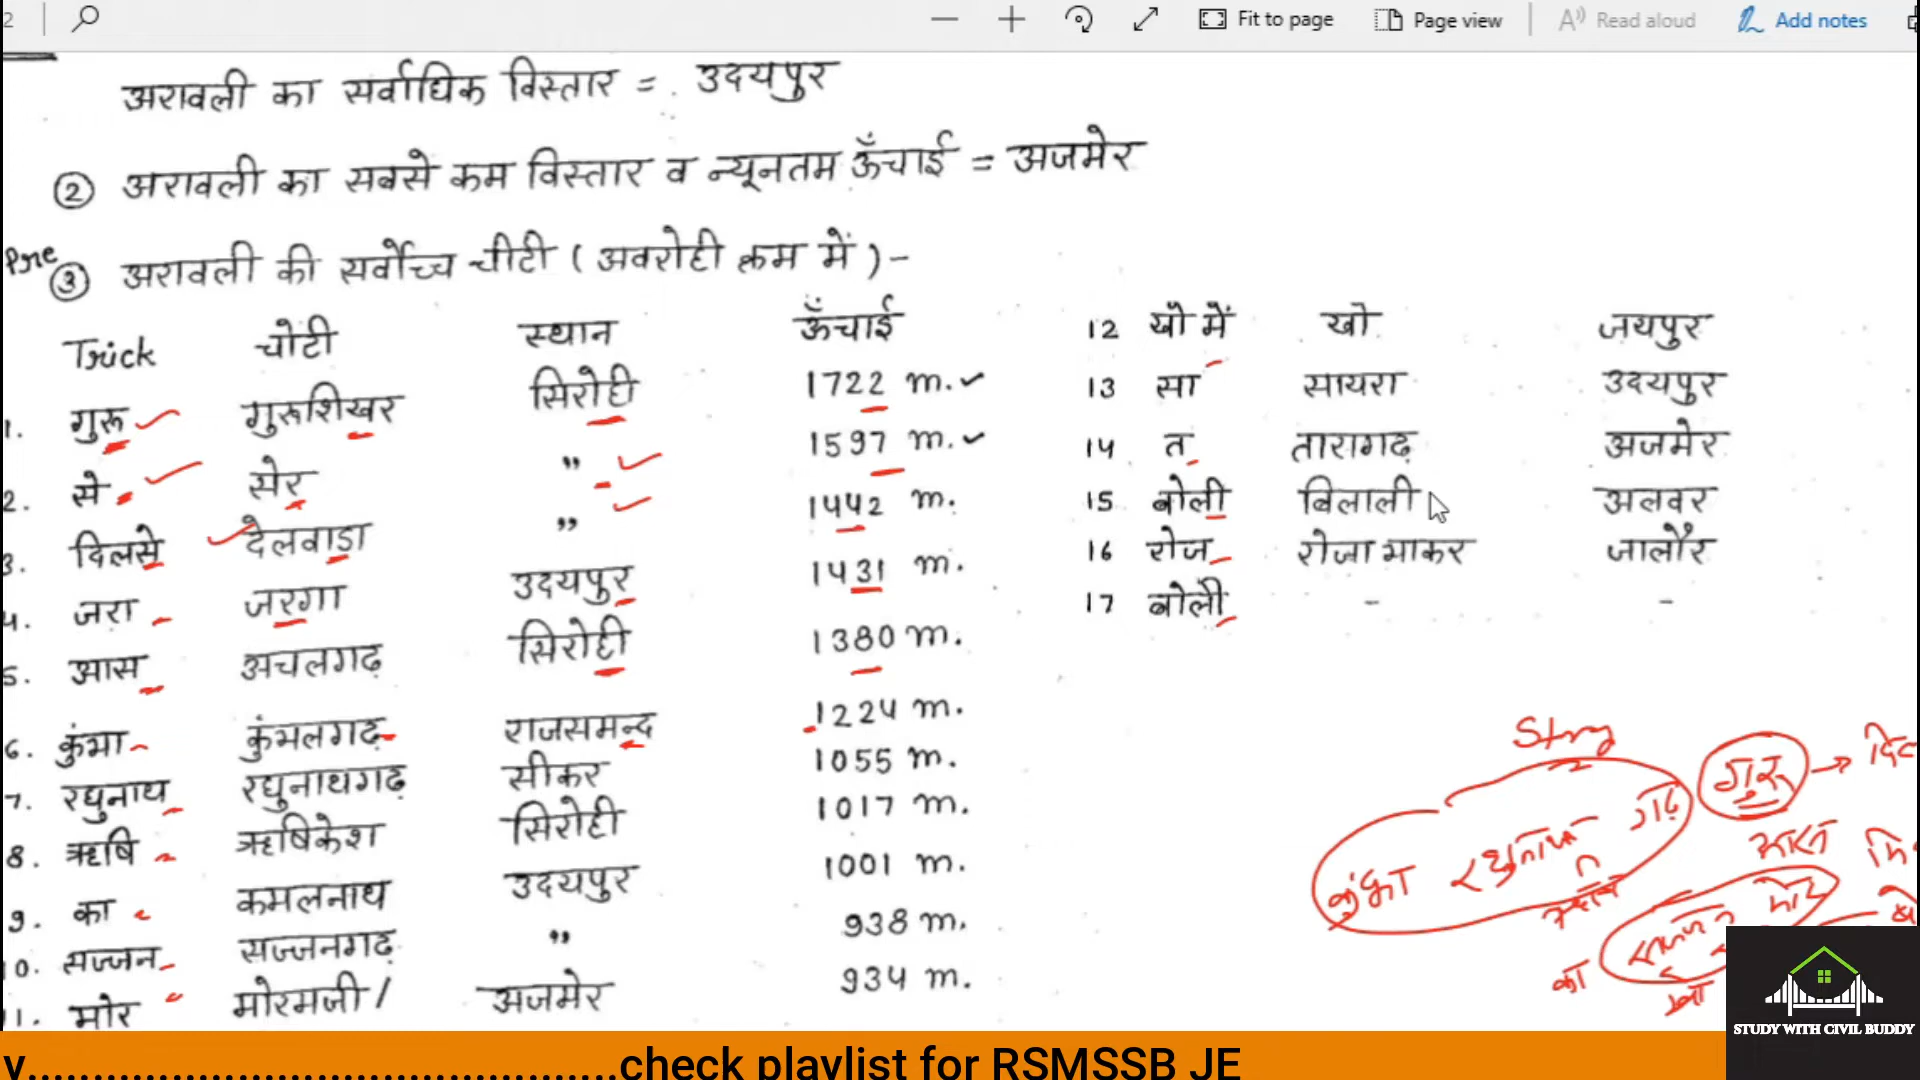 2 Fit to page Page view Read aloud Add notes
अरावली का सर्वाधिक विस्तार = उदयपुर
② अरावली का सबसे कम विस्तार व न्यूनतम ऊँचाई = अजमेर
Pre ③ अरावली की सर्वोच्च चोटी ( अवरोही क्रम में ) -
Trick चोटी स्थान ऊँचाई
1. गुरू गुरूशिखर सिरोही 1722 m.
2. से सेर " 1597 m.
3. दिलसे देलवाडा " 1442 m.
4. जरा जरगा उदयपुर 1431 m.
5. आस अचलगढ़ सिरोही 1380 m.
6. कुंभा कुंभलगढ़ राजसमन्द 1224 m.
7. रघुनाथ रघुनाथगढ़ सीकर 1055 m.
8. ऋषि ऋषिकेश सिरोही 1017 m.
9. का कमलनाथ उदयपुर 1001 m.
10. सज्जन सज्जनगढ़ " 938 m.
11. मोर मोरमजी / अजमेर 934 m.
12 खो में खो जयपुर
13 सा सायरा उदयपुर
14 त तारागढ़ अजमेर
15 बोली बिलाली अलवर
16 रोज रोजा भाकर जालौर
17 बोली - -
Story
गुरू → दिल
कुंभा रघुनाथ गढ़
सज्जन मोर
का
STUDY WITH CIVIL BUDDY
y...........................................check playlist for RSMSSB JE